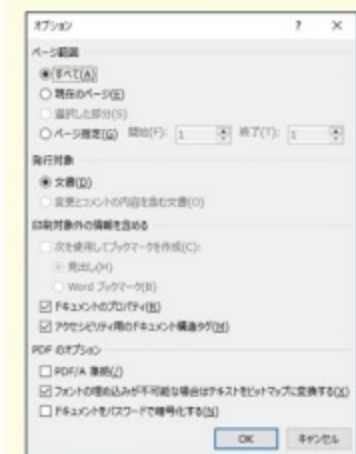 オプション ? ×
ページ範囲
すべて(A)
現在のページ(E)
選択した部分(S)
ページ指定(G) 開始(F): 1 終了(T): 1
発行対象
文書(D)
変更とコメントの内容を含む文書(O)
印刷対象外の情報を含める
次を使用してブックマークを作成(C):
見出し(H)
Word ブックマーク(B)
ドキュメントのプロパティ(R)
アクセシビリティ用のドキュメント構造タグ(M)
PDF のオプション
PDF/A 準拠(/)
フォントの埋め込みが不可能な場合はテキストをビットマップに変換する(X)
ドキュメントをパスワードで暗号化する(N)
OK キャンセル